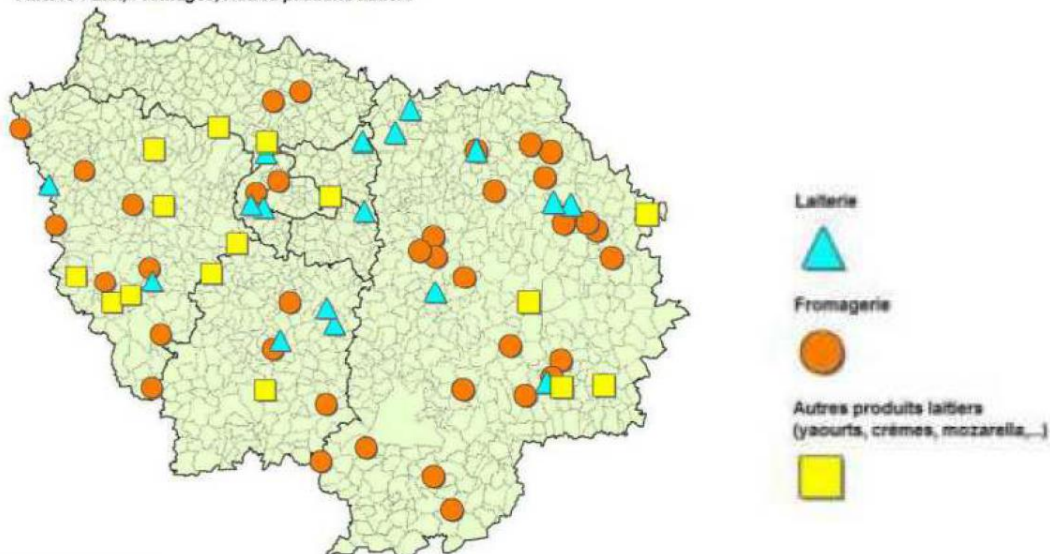 Laiterie
Fromagerie
Autres produits laitiers
(yaourts, crèmes, mozarella,...)